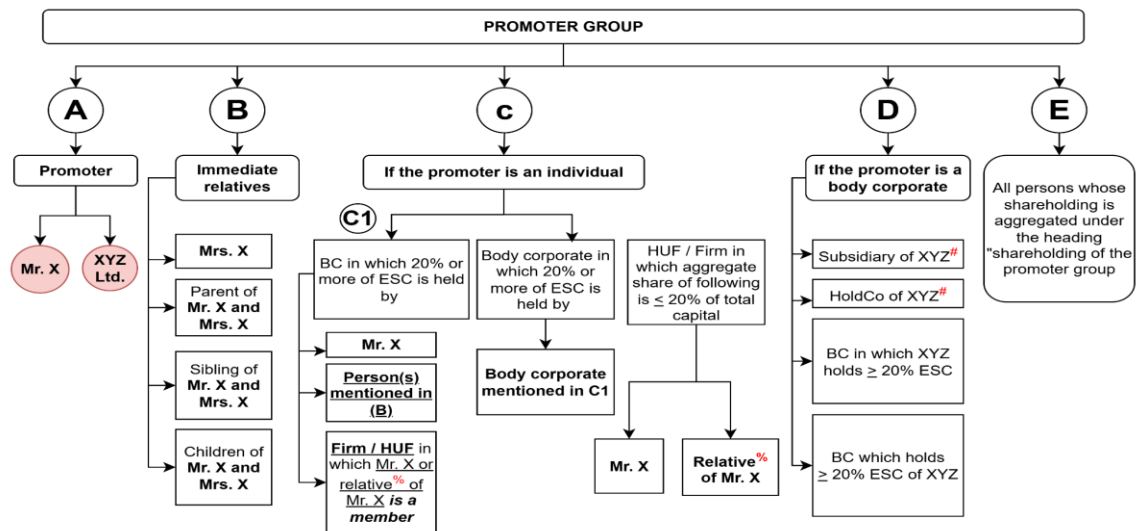 PROMOTER GROUP
A
B
c
D
E
Promoter
Mr. X
XYZ
Ltd.
Immediate
relatives
Mrs. X
Parent of
Mr. X and
Mrs. X
Sibling of
Mr. X and
Mrs. X
Children of
Mr. X and
Mrs. X
If the promoter is an individual
C1
BC in which 20% or
more of ESC is held
by
Mr. X
Person(s)
mentioned in
(B)
Firm / HUF in
which Mr. X or
relative% of
Mr. X is a
member
Body corporate
in which 20% or
more of ESC is
held by
Body corporate
mentioned in C1
HUF / Firm in
which aggregate
share of following
is ≤ 20% of total
capital
Mr. X
Relative%
of Mr. X
If the promoter is a
body corporate
Subsidiary of XYZ#
HoldCo of XYZ#
BC in which XYZ
holds ≥ 20% ESC
BC which holds
≥ 20% ESC of XYZ
All persons whose
shareholding is
aggregated under
the heading
"shareholding of the
promoter group